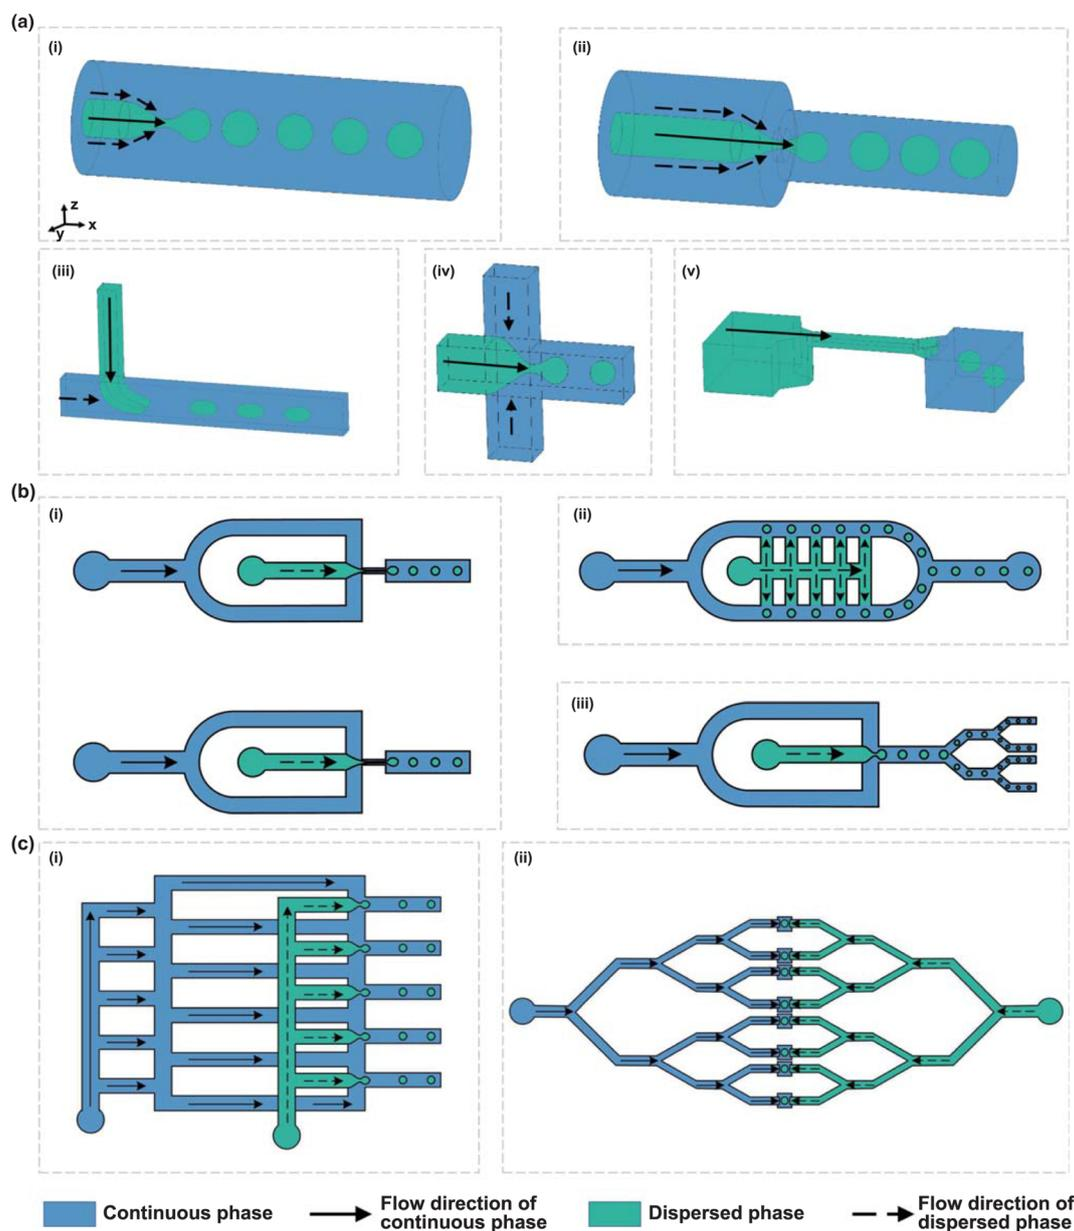 (a)
(i)
(ii)
z
x
y
(iii)
(iv)
(v)
(b)
(i)
(ii)
(iii)
(c)
(i)
(ii)
Continuous phase
Flow direction of
continuous phase
Dispersed phase
Flow direction of
dispersed phase